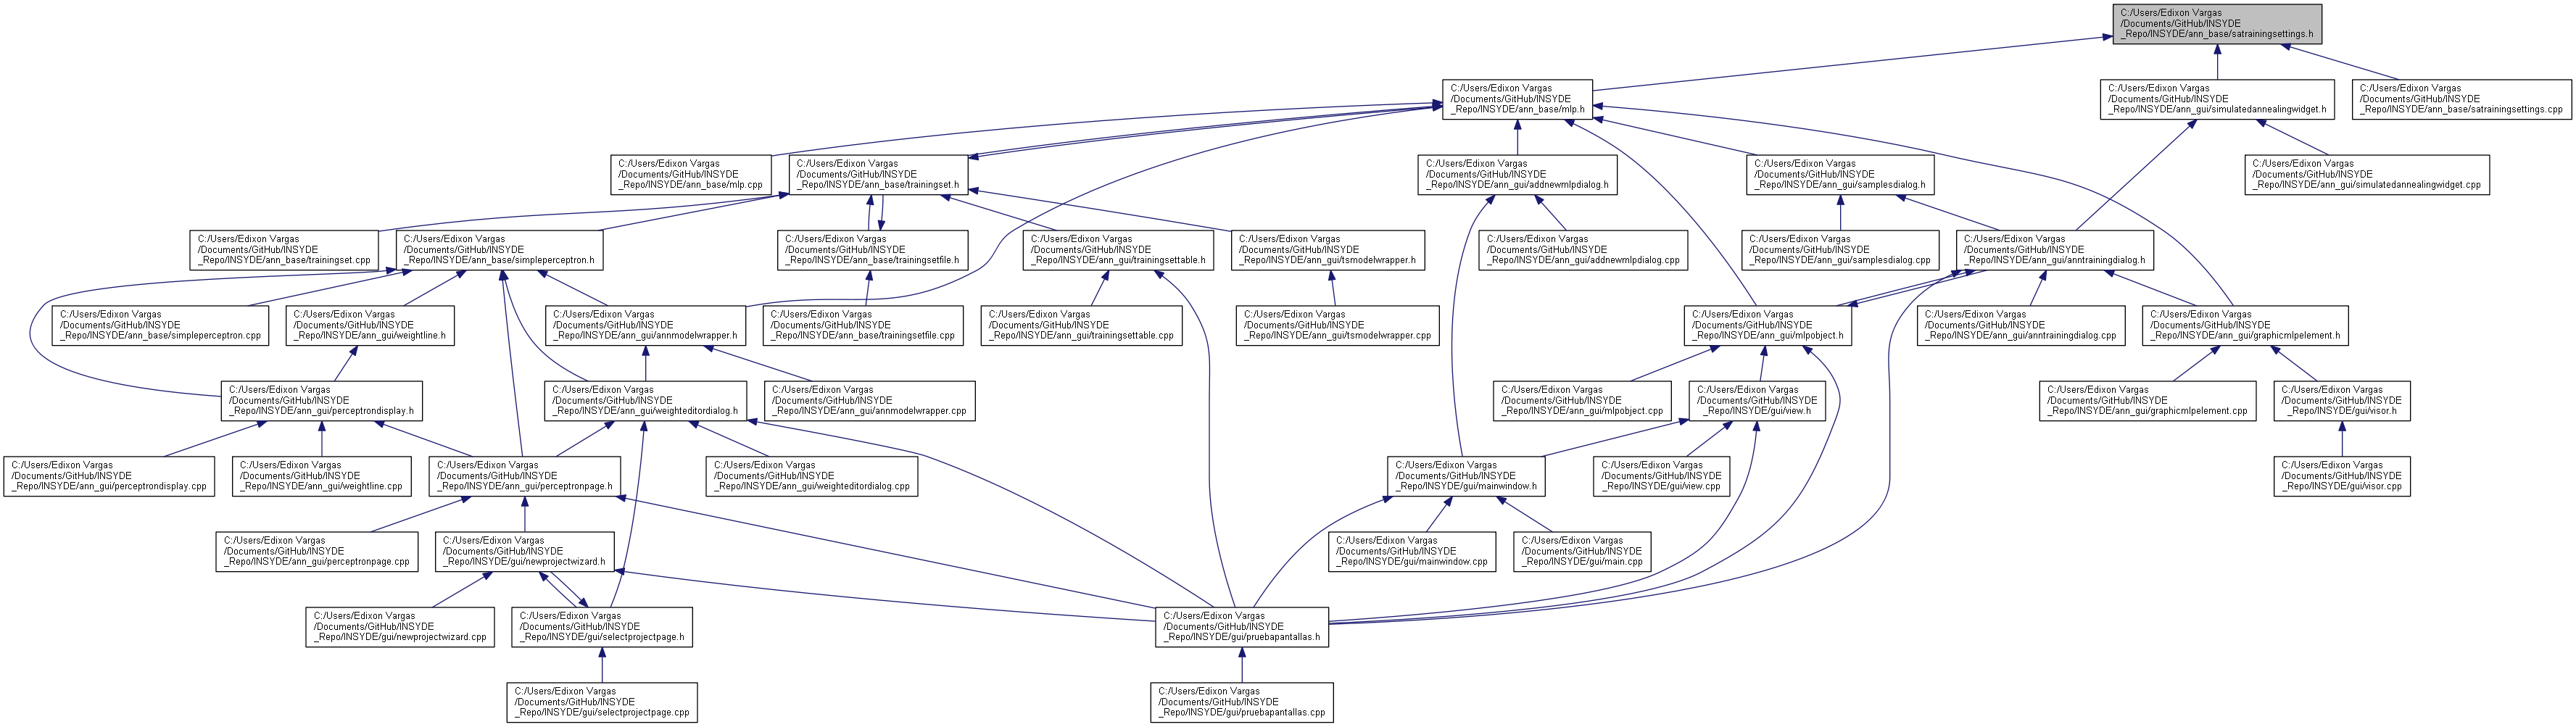 C:/Users/Edixon Vargas
/Documents/GitHub/INSYDE
_Repo/INSYDE/ann_base/satrainingsettings.h
C:/Users/Edixon Vargas
/Documents/GitHub/INSYDE
_Repo/INSYDE/ann_base/mlp.h
C:/Users/Edixon Vargas
/Documents/GitHub/INSYDE
_Repo/INSYDE/ann_gui/simulatedannealingwidget.h
C:/Users/Edixon Vargas
/Documents/GitHub/INSYDE
_Repo/INSYDE/ann_base/satrainingsettings.cpp
C:/Users/Edixon Vargas
/Documents/GitHub/INSYDE
_Repo/INSYDE/ann_base/mlp.cpp
C:/Users/Edixon Vargas
/Documents/GitHub/INSYDE
_Repo/INSYDE/ann_base/trainingset.h
C:/Users/Edixon Vargas
/Documents/GitHub/INSYDE
_Repo/INSYDE/ann_gui/addnewmlpdialog.h
C:/Users/Edixon Vargas
/Documents/GitHub/INSYDE
_Repo/INSYDE/ann_gui/samplesdialog.h
C:/Users/Edixon Vargas
/Documents/GitHub/INSYDE
_Repo/INSYDE/ann_gui/simulatedannealingwidget.cpp
C:/Users/Edixon Vargas
/Documents/GitHub/INSYDE
_Repo/INSYDE/ann_base/trainingset.cpp
C:/Users/Edixon Vargas
/Documents/GitHub/INSYDE
_Repo/INSYDE/ann_base/simpleperceptron.h
C:/Users/Edixon Vargas
/Documents/GitHub/INSYDE
_Repo/INSYDE/ann_base/trainingsetfile.h
C:/Users/Edixon Vargas
/Documents/GitHub/INSYDE
_Repo/INSYDE/ann_gui/trainingsettable.h
C:/Users/Edixon Vargas
/Documents/GitHub/INSYDE
_Repo/INSYDE/ann_gui/tsmodelwrapper.h
C:/Users/Edixon Vargas
/Documents/GitHub/INSYDE
_Repo/INSYDE/ann_gui/addnewmlpdialog.cpp
C:/Users/Edixon Vargas
/Documents/GitHub/INSYDE
_Repo/INSYDE/ann_gui/samplesdialog.cpp
C:/Users/Edixon Vargas
/Documents/GitHub/INSYDE
_Repo/INSYDE/ann_gui/anntrainingdialog.h
C:/Users/Edixon Vargas
/Documents/GitHub/INSYDE
_Repo/INSYDE/ann_base/simpleperceptron.cpp
C:/Users/Edixon Vargas
/Documents/GitHub/INSYDE
_Repo/INSYDE/ann_gui/weightline.h
C:/Users/Edixon Vargas
/Documents/GitHub/INSYDE
_Repo/INSYDE/ann_gui/annmodelwrapper.h
C:/Users/Edixon Vargas
/Documents/GitHub/INSYDE
_Repo/INSYDE/ann_base/trainingsetfile.cpp
C:/Users/Edixon Vargas
/Documents/GitHub/INSYDE
_Repo/INSYDE/ann_gui/trainingsettable.cpp
C:/Users/Edixon Vargas
/Documents/GitHub/INSYDE
_Repo/INSYDE/ann_gui/tsmodelwrapper.cpp
C:/Users/Edixon Vargas
/Documents/GitHub/INSYDE
_Repo/INSYDE/ann_gui/mlpobject.h
C:/Users/Edixon Vargas
/Documents/GitHub/INSYDE
_Repo/INSYDE/ann_gui/anntrainingdialog.cpp
C:/Users/Edixon Vargas
/Documents/GitHub/INSYDE
_Repo/INSYDE/ann_gui/graphicmlpelement.h
C:/Users/Edixon Vargas
/Documents/GitHub/INSYDE
_Repo/INSYDE/ann_gui/perceptrondisplay.h
C:/Users/Edixon Vargas
/Documents/GitHub/INSYDE
_Repo/INSYDE/ann_gui/weighteditordialog.h
C:/Users/Edixon Vargas
/Documents/GitHub/INSYDE
_Repo/INSYDE/ann_gui/annmodelwrapper.cpp
C:/Users/Edixon Vargas
/Documents/GitHub/INSYDE
_Repo/INSYDE/ann_gui/mlpobject.cpp
C:/Users/Edixon Vargas
/Documents/GitHub/INSYDE
_Repo/INSYDE/gui/view.h
C:/Users/Edixon Vargas
/Documents/GitHub/INSYDE
_Repo/INSYDE/ann_gui/graphicmlpelement.cpp
C:/Users/Edixon Vargas
/Documents/GitHub/INSYDE
_Repo/INSYDE/gui/visor.h
C:/Users/Edixon Vargas
/Documents/GitHub/INSYDE
_Repo/INSYDE/ann_gui/perceptrondisplay.cpp
C:/Users/Edixon Vargas
/Documents/GitHub/INSYDE
_Repo/INSYDE/ann_gui/weightline.cpp
C:/Users/Edixon Vargas
/Documents/GitHub/INSYDE
_Repo/INSYDE/ann_gui/perceptronpage.h
C:/Users/Edixon Vargas
/Documents/GitHub/INSYDE
_Repo/INSYDE/ann_gui/weighteditordialog.cpp
C:/Users/Edixon Vargas
/Documents/GitHub/INSYDE
_Repo/INSYDE/gui/mainwindow.h
C:/Users/Edixon Vargas
/Documents/GitHub/INSYDE
_Repo/INSYDE/gui/view.cpp
C:/Users/Edixon Vargas
/Documents/GitHub/INSYDE
_Repo/INSYDE/gui/visor.cpp
C:/Users/Edixon Vargas
/Documents/GitHub/INSYDE
_Repo/INSYDE/ann_gui/perceptronpage.cpp
C:/Users/Edixon Vargas
/Documents/GitHub/INSYDE
_Repo/INSYDE/gui/newprojectwizard.h
C:/Users/Edixon Vargas
/Documents/GitHub/INSYDE
_Repo/INSYDE/gui/mainwindow.cpp
C:/Users/Edixon Vargas
/Documents/GitHub/INSYDE
_Repo/INSYDE/gui/main.cpp
C:/Users/Edixon Vargas
/Documents/GitHub/INSYDE
_Repo/INSYDE/gui/newprojectwizard.cpp
C:/Users/Edixon Vargas
/Documents/GitHub/INSYDE
_Repo/INSYDE/gui/selectprojectpage.h
C:/Users/Edixon Vargas
/Documents/GitHub/INSYDE
_Repo/INSYDE/gui/pruebapantallas.h
C:/Users/Edixon Vargas
/Documents/GitHub/INSYDE
_Repo/INSYDE/gui/selectprojectpage.cpp
C:/Users/Edixon Vargas
/Documents/GitHub/INSYDE
_Repo/INSYDE/gui/pruebapantallas.cpp